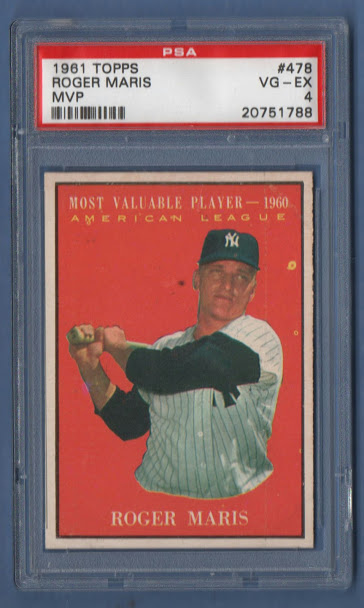 PSA
1961 TOPPS #478
ROGER MARIS VG-EX
MVP 4
20751788
MOST VALUABLE PLAYER — 1960
AMERICAN LEAGUE
NY
ROGER MARIS